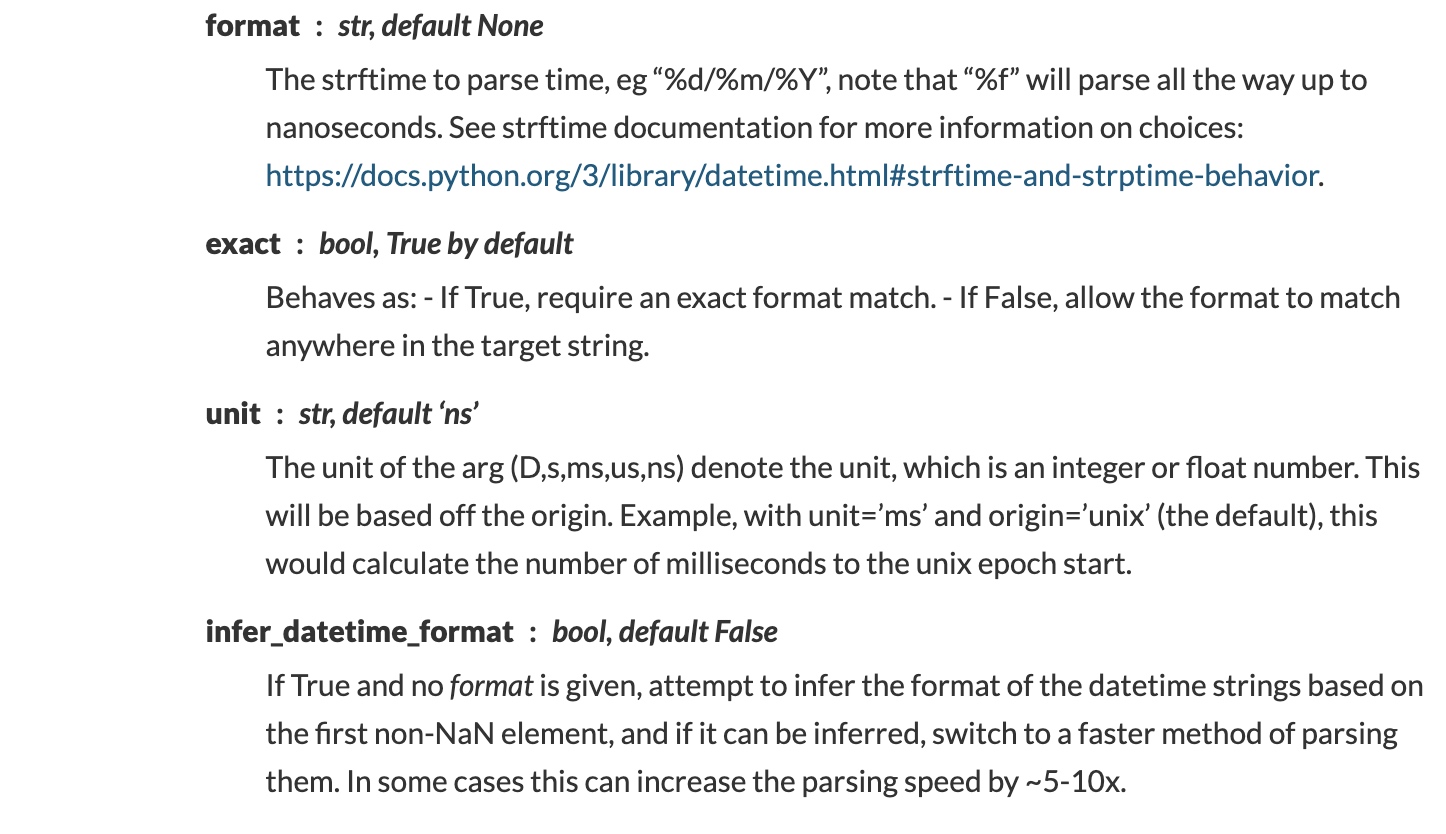 format : str, default None
The strftime to parse time, eg “%d/%m/%Y”, note that “%f” will parse all the way up to
nanoseconds. See strftime documentation for more information on choices:
https://docs.python.org/3/library/datetime.html#strftime-and-strptime-behavior.
exact : bool, True by default
Behaves as: - If True, require an exact format match. - If False, allow the format to match
anywhere in the target string.
unit : str, default ‘ns’
The unit of the arg (D,s,ms,us,ns) denote the unit, which is an integer or float number. This
will be based off the origin. Example, with unit=’ms’ and origin=’unix’ (the default), this
would calculate the number of milliseconds to the unix epoch start.
infer_datetime_format : bool, default False
If True and no format is given, attempt to infer the format of the datetime strings based on
the first non-NaN element, and if it can be inferred, switch to a faster method of parsing
them. In some cases this can increase the parsing speed by ~5-10x.